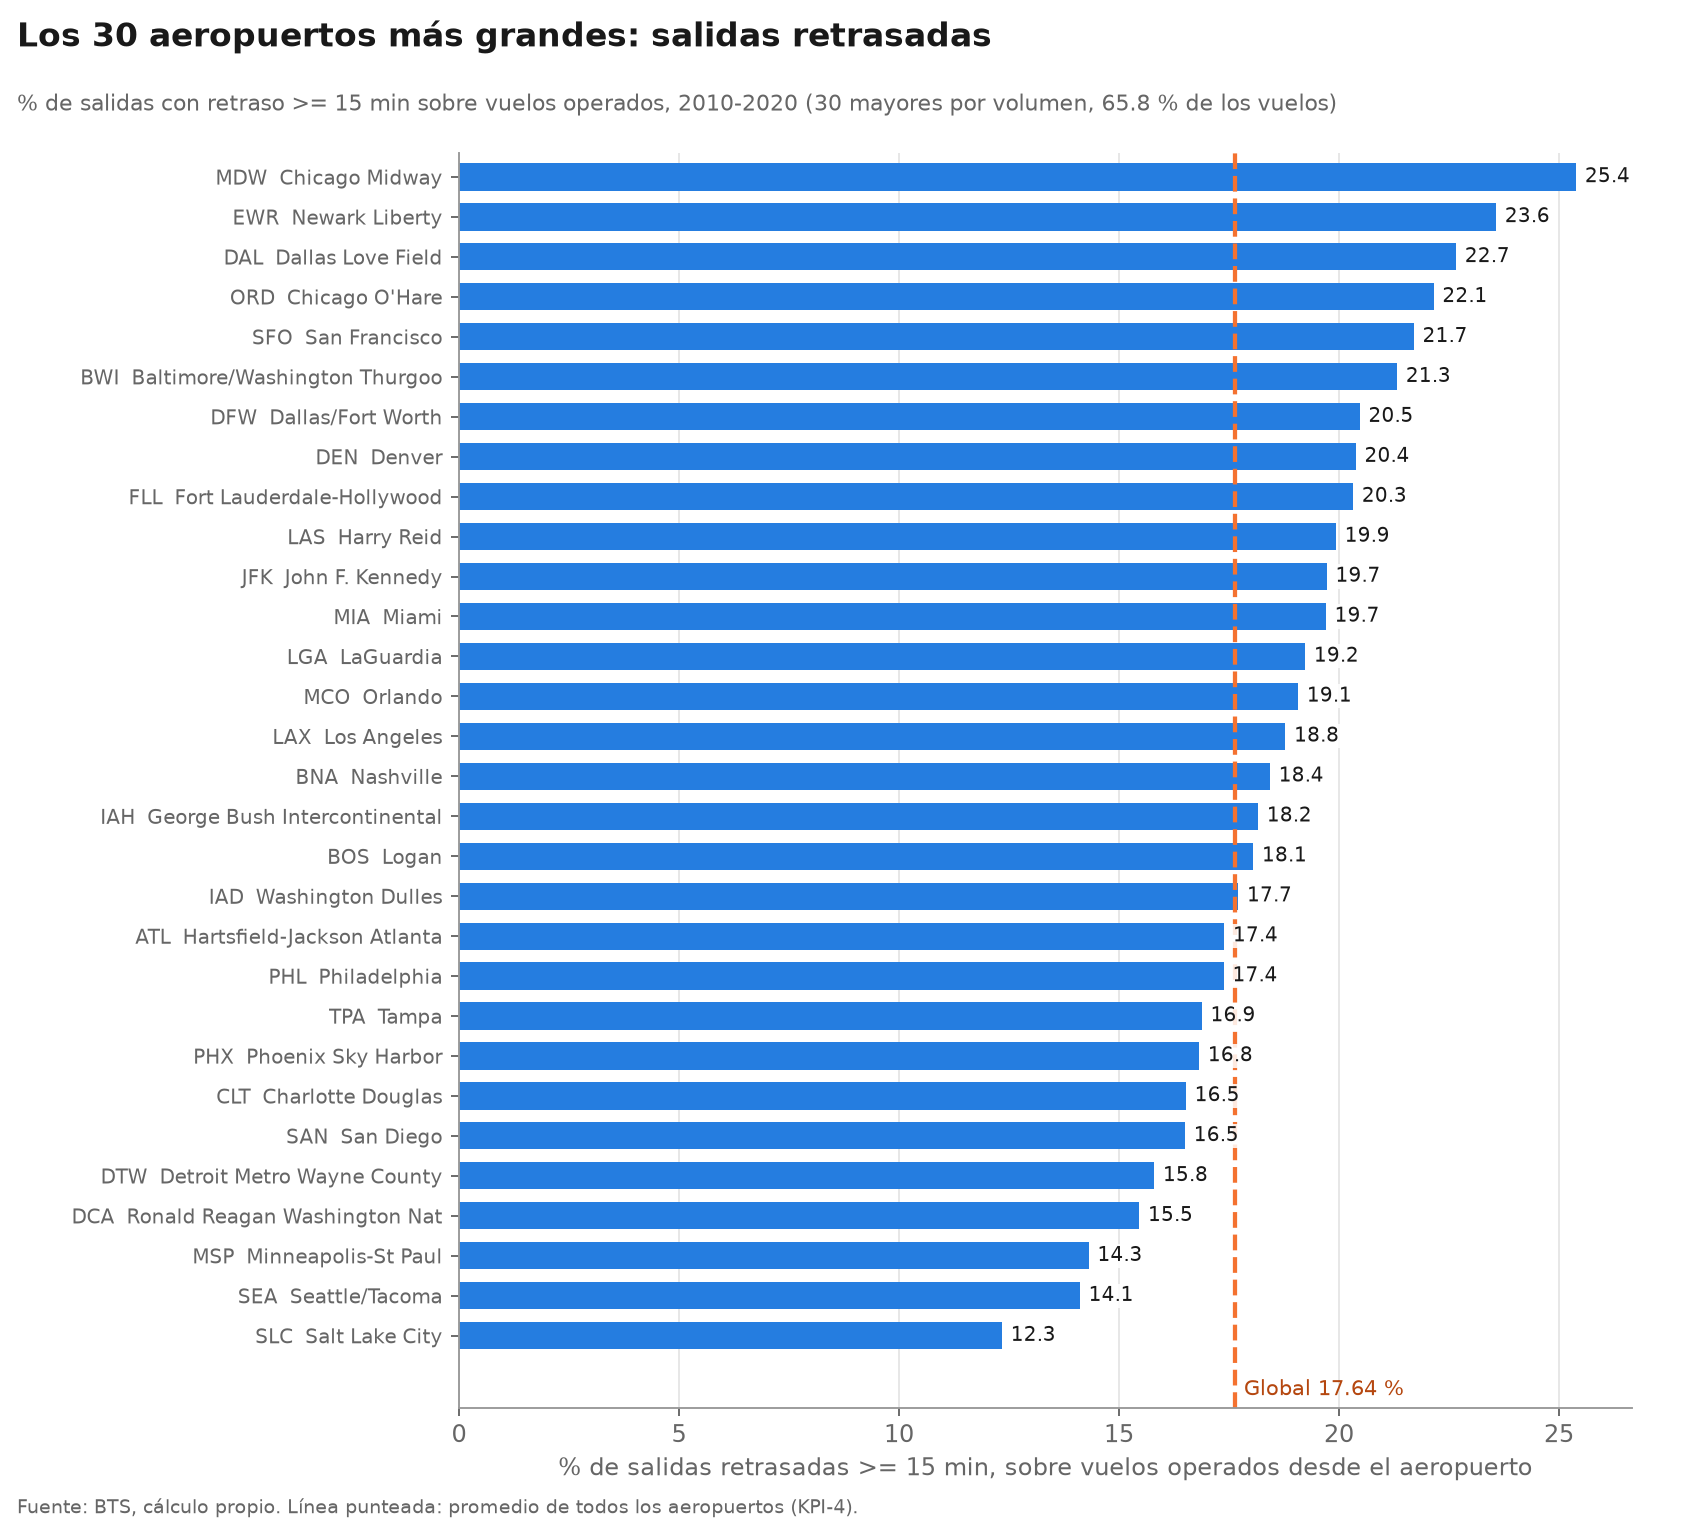 Los 30 aeropuertos más grandes: salidas retrasadas
% de salidas con retraso >= 15 min sobre vuelos operados, 2010-2020 (30 mayores por volumen, 65.8 % de los vuelos)
MDW  Chicago Midway 25.4
EWR  Newark Liberty 23.6
DAL  Dallas Love Field 22.7
ORD  Chicago O'Hare 22.1
SFO  San Francisco 21.7
BWI  Baltimore/Washington Thurgoo 21.3
DFW  Dallas/Fort Worth 20.5
DEN  Denver 20.4
FLL  Fort Lauderdale-Hollywood 20.3
LAS  Harry Reid 19.9
JFK  John F. Kennedy 19.7
MIA  Miami 19.7
LGA  LaGuardia 19.2
MCO  Orlando 19.1
LAX  Los Angeles 18.8
BNA  Nashville 18.4
IAH  George Bush Intercontinental 18.2
BOS  Logan 18.1
IAD  Washington Dulles 17.7
ATL  Hartsfield-Jackson Atlanta 17.4
PHL  Philadelphia 17.4
TPA  Tampa 16.9
PHX  Phoenix Sky Harbor 16.8
CLT  Charlotte Douglas 16.5
SAN  San Diego 16.5
DTW  Detroit Metro Wayne County 15.8
DCA  Ronald Reagan Washington Nat 15.5
MSP  Minneapolis-St Paul 14.3
SEA  Seattle/Tacoma 14.1
SLC  Salt Lake City 12.3
Global 17.64 %
0 5 10 15 20 25
% de salidas retrasadas >= 15 min, sobre vuelos operados desde el aeropuerto
Fuente: BTS, cálculo propio. Línea punteada: promedio de todos los aeropuertos (KPI-4).